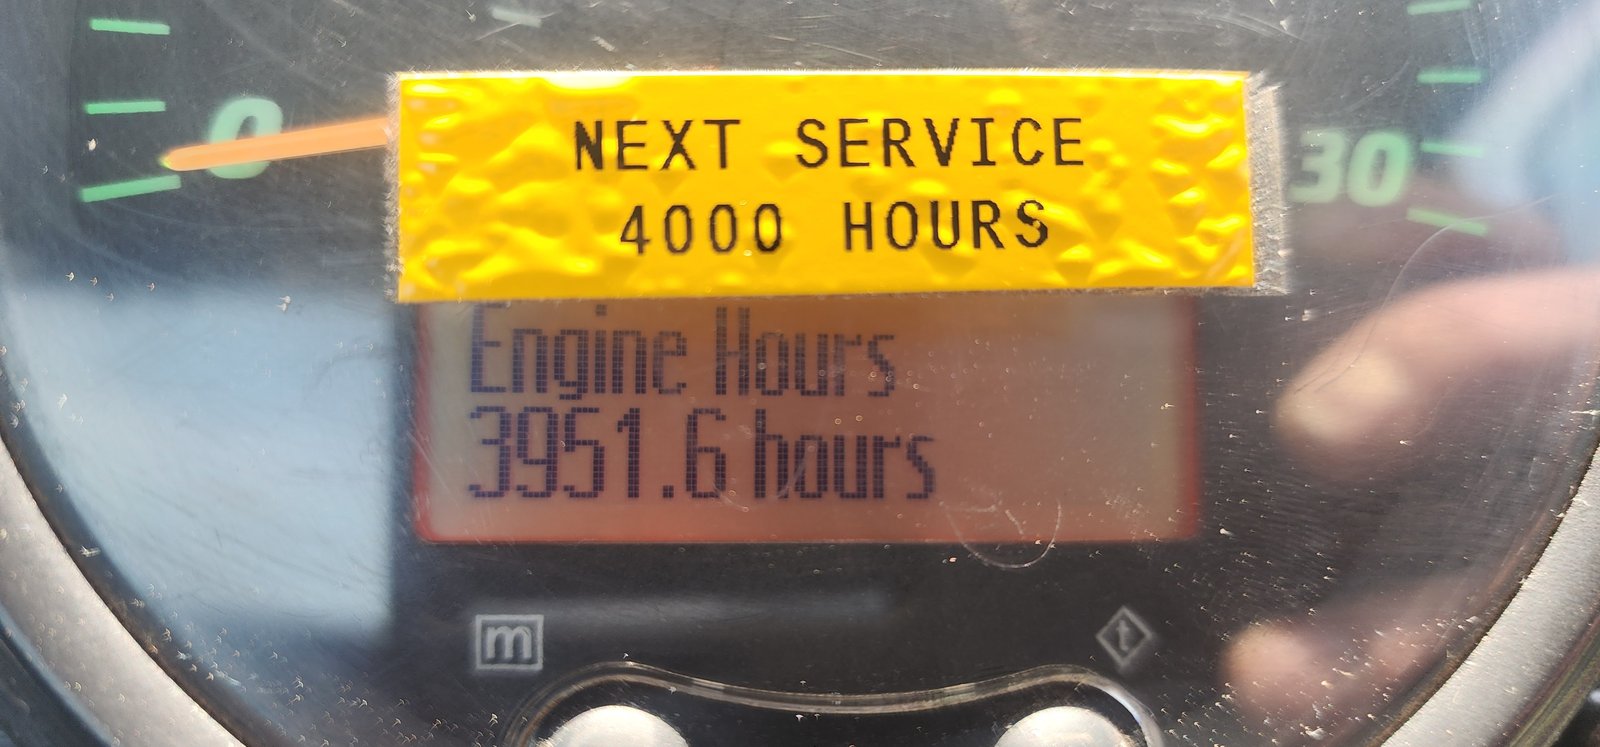 0
NEXT SERVICE
4000 HOURS
30
Engine Hours
3951.6 hours
m
t